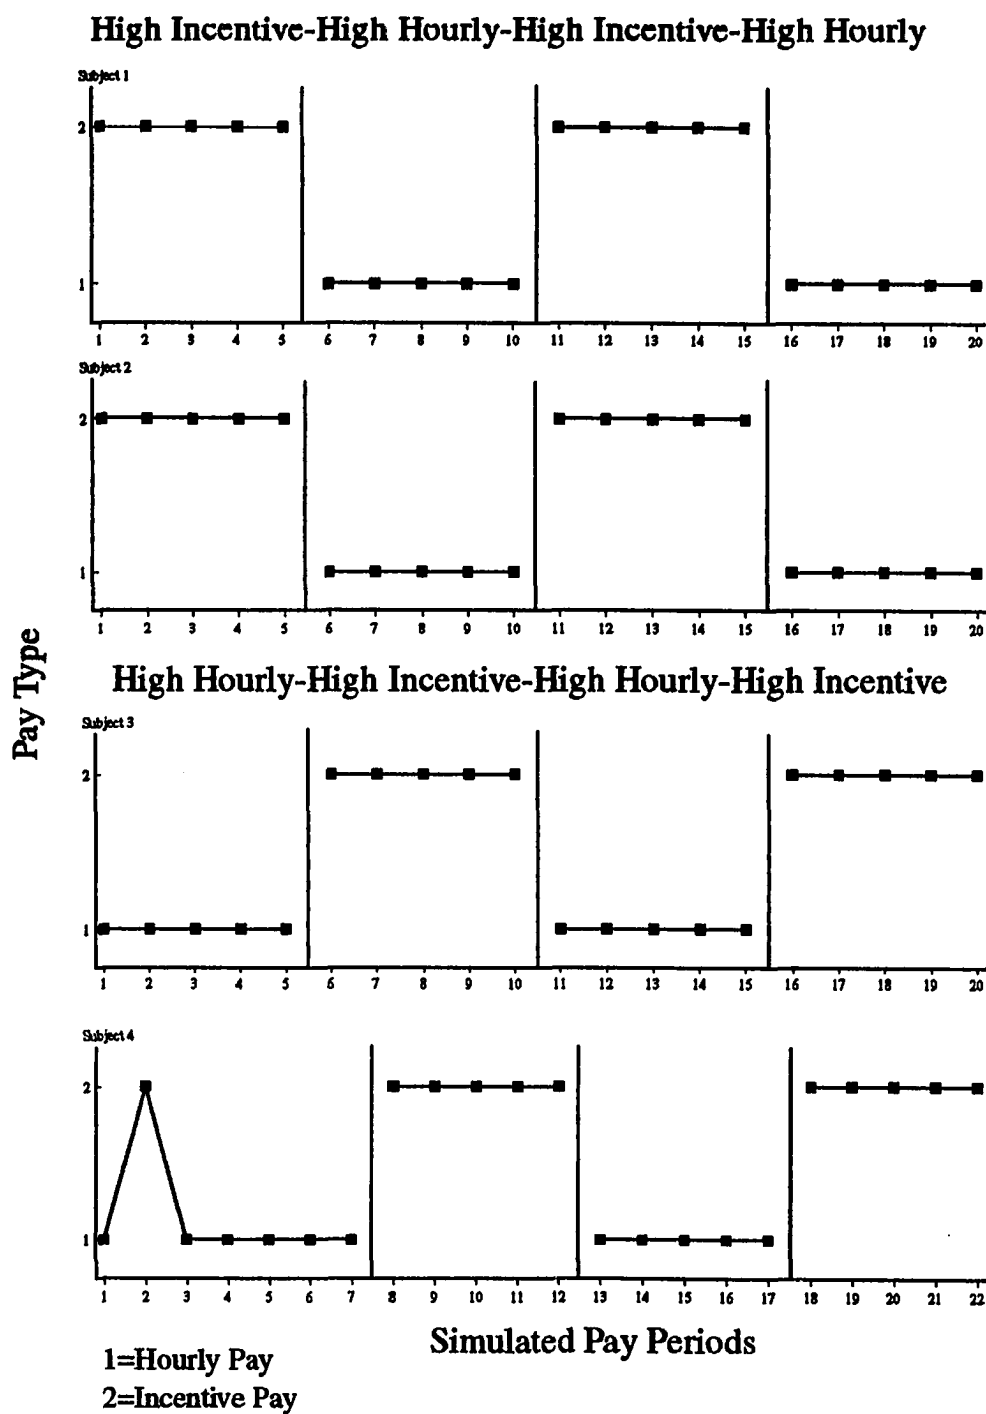 High Incentive-High Hourly-High Incentive-High Hourly
Subject 1
2
1
1 2 3 4 5 6 7 8 9 10 11 12 13 14 15 16 17 18 19 20
Subject 2
2
1
1 2 3 4 5 6 7 8 9 10 11 12 13 14 15 16 17 18 19 20
Pay Type
High Hourly-High Incentive-High Hourly-High Incentive
Subject 3
2
1
1 2 3 4 5 6 7 8 9 10 11 12 13 14 15 16 17 18 19 20
Subject 4
2
1
1 2 3 4 5 6 7 8 9 10 11 12 13 14 15 16 17 18 19 20 21 22
Simulated Pay Periods
1=Hourly Pay
2=Incentive Pay